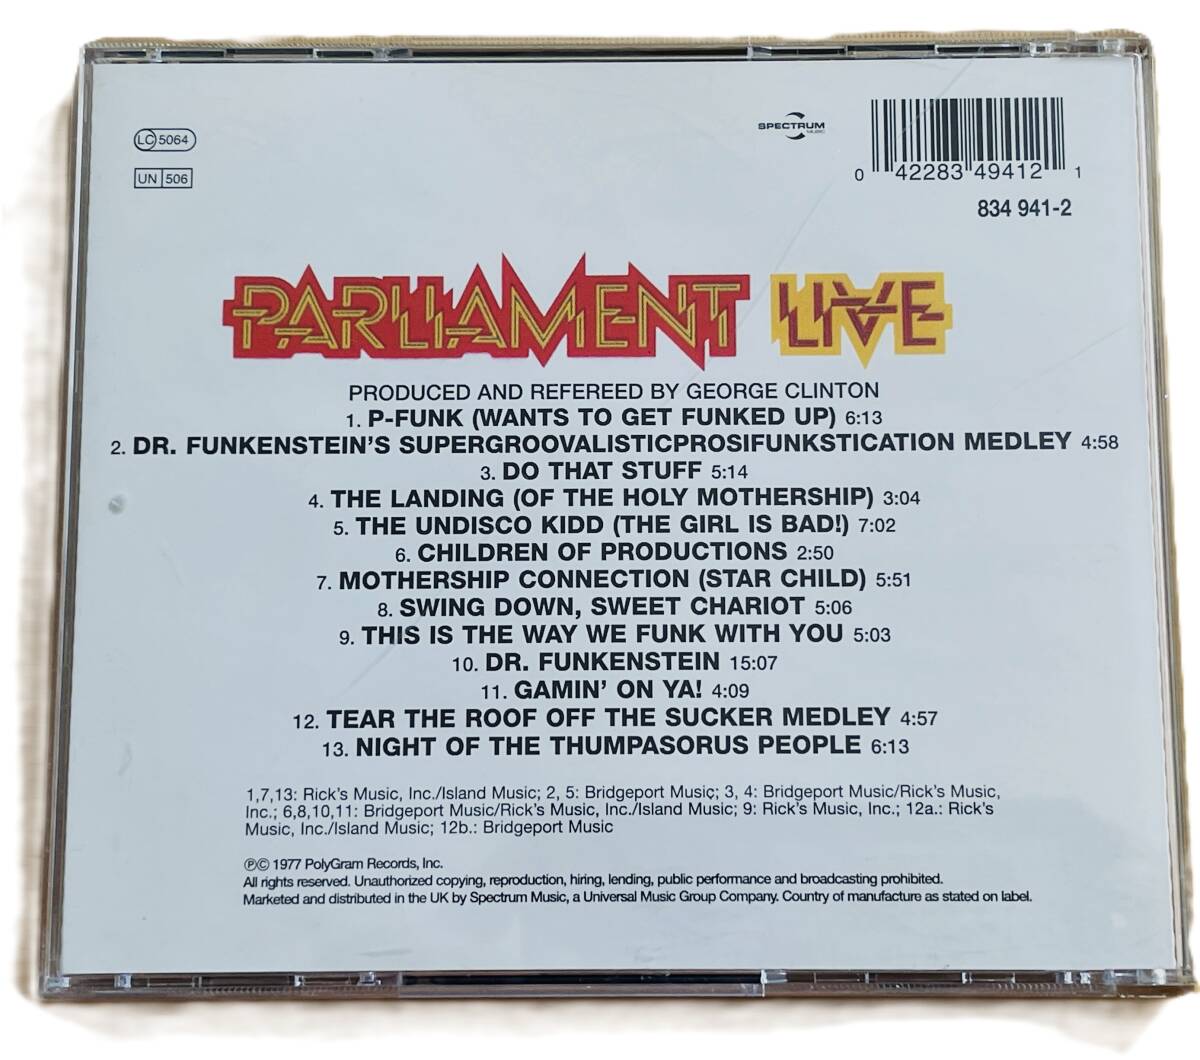 LC 5064
UN 506
SPECTRUM
MUSIC
0 42283 49412 1
834 941-2
PARLIAMENT LIVE
PRODUCED AND REFEREED BY GEORGE CLINTON
1. P-FUNK (WANTS TO GET FUNKED UP) 6:13
2. DR. FUNKENSTEIN'S SUPERGROOVALISTICPROSIFUNKSTICATION MEDLEY 4:58
3. DO THAT STUFF 5:14
4. THE LANDING (OF THE HOLY MOTHERSHIP) 3:04
5. THE UNDISCO KIDD (THE GIRL IS BAD!) 7:02
6. CHILDREN OF PRODUCTIONS 2:50
7. MOTHERSHIP CONNECTION (STAR CHILD) 5:51
8. SWING DOWN, SWEET CHARIOT 5:06
9. THIS IS THE WAY WE FUNK WITH YOU 5:03
10. DR. FUNKENSTEIN 15:07
11. GAMIN' ON YA! 4:09
12. TEAR THE ROOF OFF THE SUCKER MEDLEY 4:57
13. NIGHT OF THE THUMPASORUS PEOPLE 6:13
1,7,13: Rick's Music, Inc./Island Music; 2, 5: Bridgeport Music; 3, 4: Bridgeport Music/Rick's Music,
Inc.; 6,8,10,11: Bridgeport Music/Rick's Music, Inc./Island Music; 9: Rick's Music, Inc.; 12a.: Rick's
Music, Inc./Island Music; 12b.: Bridgeport Music
℗© 1977 PolyGram Records, Inc.
All rights reserved. Unauthorized copying, reproduction, hiring, lending, public performance and broadcasting prohibited.
Marketed and distributed in the UK by Spectrum Music, a Universal Music Group Company. Country of manufacture as stated on label.